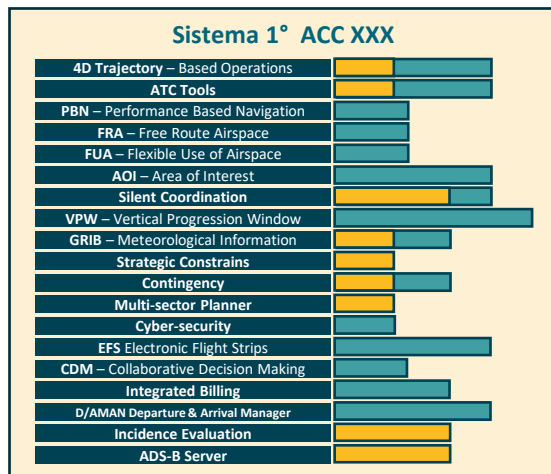 Sistema 1° ACC XXX
4D Trajectory – Based Operations
ATC Tools
PBN – Performance Based Navigation
FRA – Free Route Airspace
FUA – Flexible Use of Airspace
AOI – Area of Interest
Silent Coordination
VPW – Vertical Progression Window
GRIB – Meteorological Information
Strategic Constrains
Contingency
Multi-sector Planner
Cyber-security
EFS Electronic Flight Strips
CDM – Collaborative Decision Making
Integrated Billing
D/AMAN Departure & Arrival Manager
Incidence Evaluation
ADS-B Server